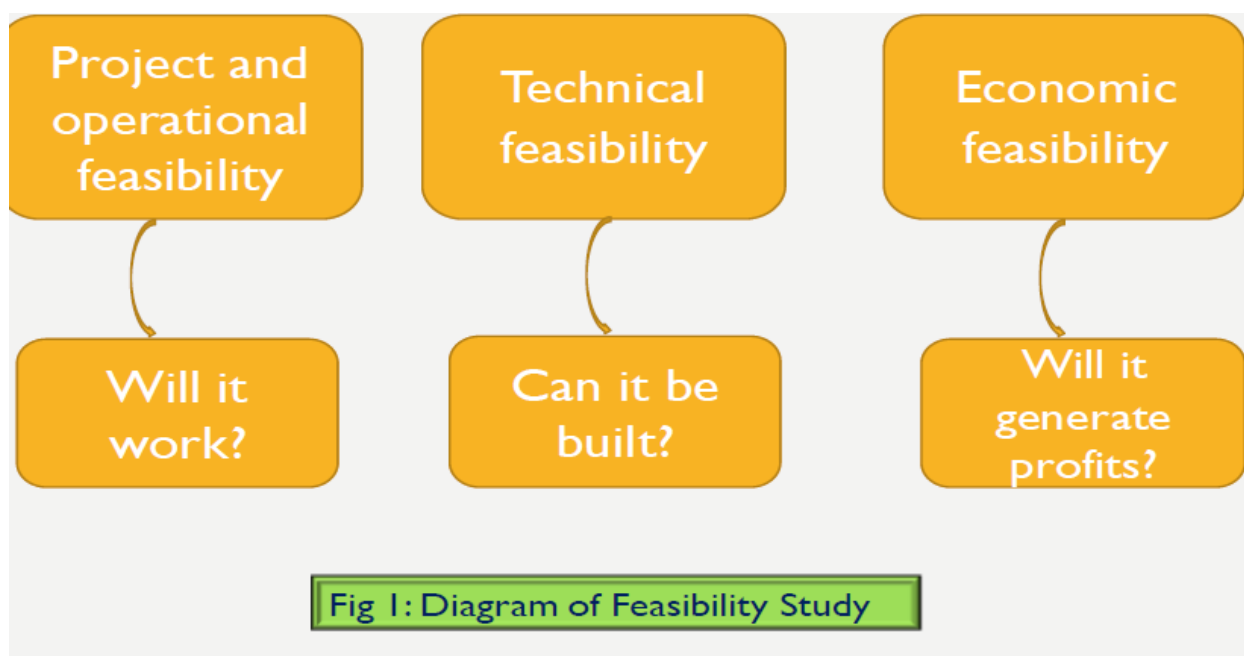 Project and
operational
feasibility
Technical
feasibility
Economic
feasibility
Will it
work?
Can it be
built?
Will it
generate
profits?
Fig 1: Diagram of Feasibility Study